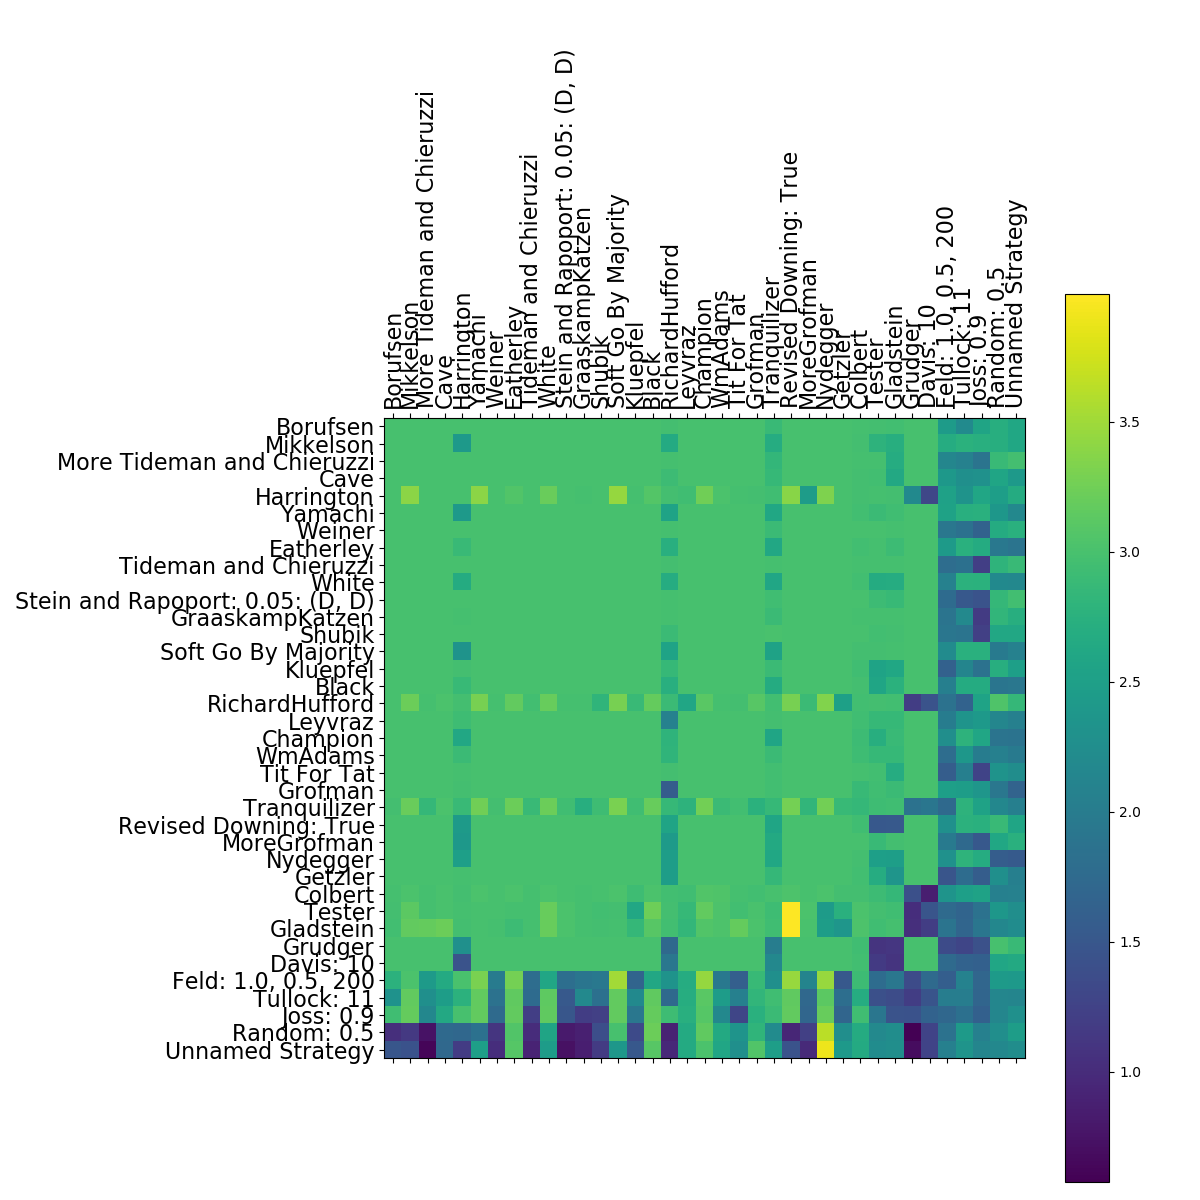 Borufsen
Mikkelson
More Tideman and Chieruzzi
Cave
Harrington
Yamachi
Weiner
Eatherley
Tideman and Chieruzzi
White
Stein and Rapoport: 0.05: (D, D)
GraaskampKatzen
Shubik
Soft Go By Majority
Kluepfel
Black
RichardHufford
Leyvraz
Champion
WmAdams
Tit For Tat
Grofman
Tranquilizer
Revised Downing: True
MoreGrofman
Nydegger
Getzler
Colbert
Tester
Gladstein
Grudger
Davis: 10
Feld: 1.0, 0.5, 200
Tullock: 11
Joss: 0.9
Random: 0.5
Unnamed Strategy
Borufsen
Mikkelson
More Tideman and Chieruzzi
Cave
Harrington
Yamachi
Weiner
Eatherley
Tideman and Chieruzzi
White
Stein and Rapoport: 0.05: (D, D)
GraaskampKatzen
Shubik
Soft Go By Majority
Kluepfel
Black
RichardHufford
Leyvraz
Champion
WmAdams
Tit For Tat
Grofman
Tranquilizer
Revised Downing: True
MoreGrofman
Nydegger
Getzler
Colbert
Tester
Gladstein
Grudger
Davis: 10
Feld: 1.0, 0.5, 200
Tullock: 11
Joss: 0.9
Random: 0.5
Unnamed Strategy
3.5
3.0
2.5
2.0
1.5
1.0